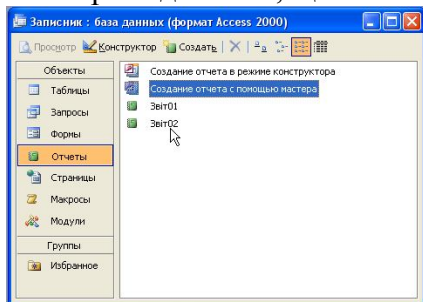 Записник : база данных (формат Access 2000)
Просмотр Конструктор Создать
Объекты
Таблицы
Запросы
Формы
Отчеты
Страницы
Макросы
Модули
Группы
Избранное
Создание отчета в режиме конструктора
Создание отчета с помощью мастера
Звіт01
Звіт02